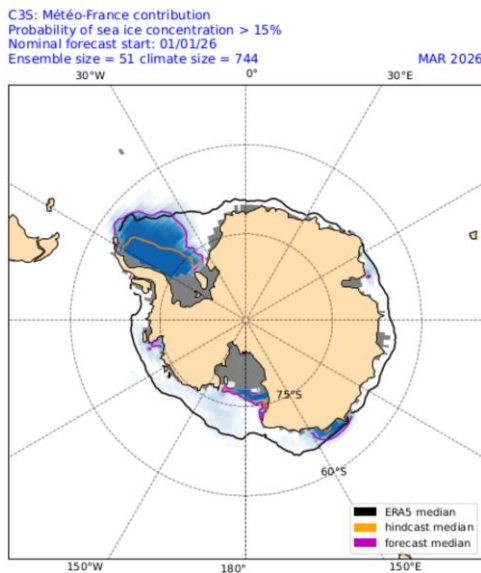 C3S: Météo-France contribution
Probability of sea ice concentration > 15%
Nominal forecast start: 01/01/26
Ensemble size = 51 climate size = 744
MAR 2026
30°W
0°
30°E
75°S
60°S
ERA5 median
hindcast median
forecast median
150°W
180°
150°E